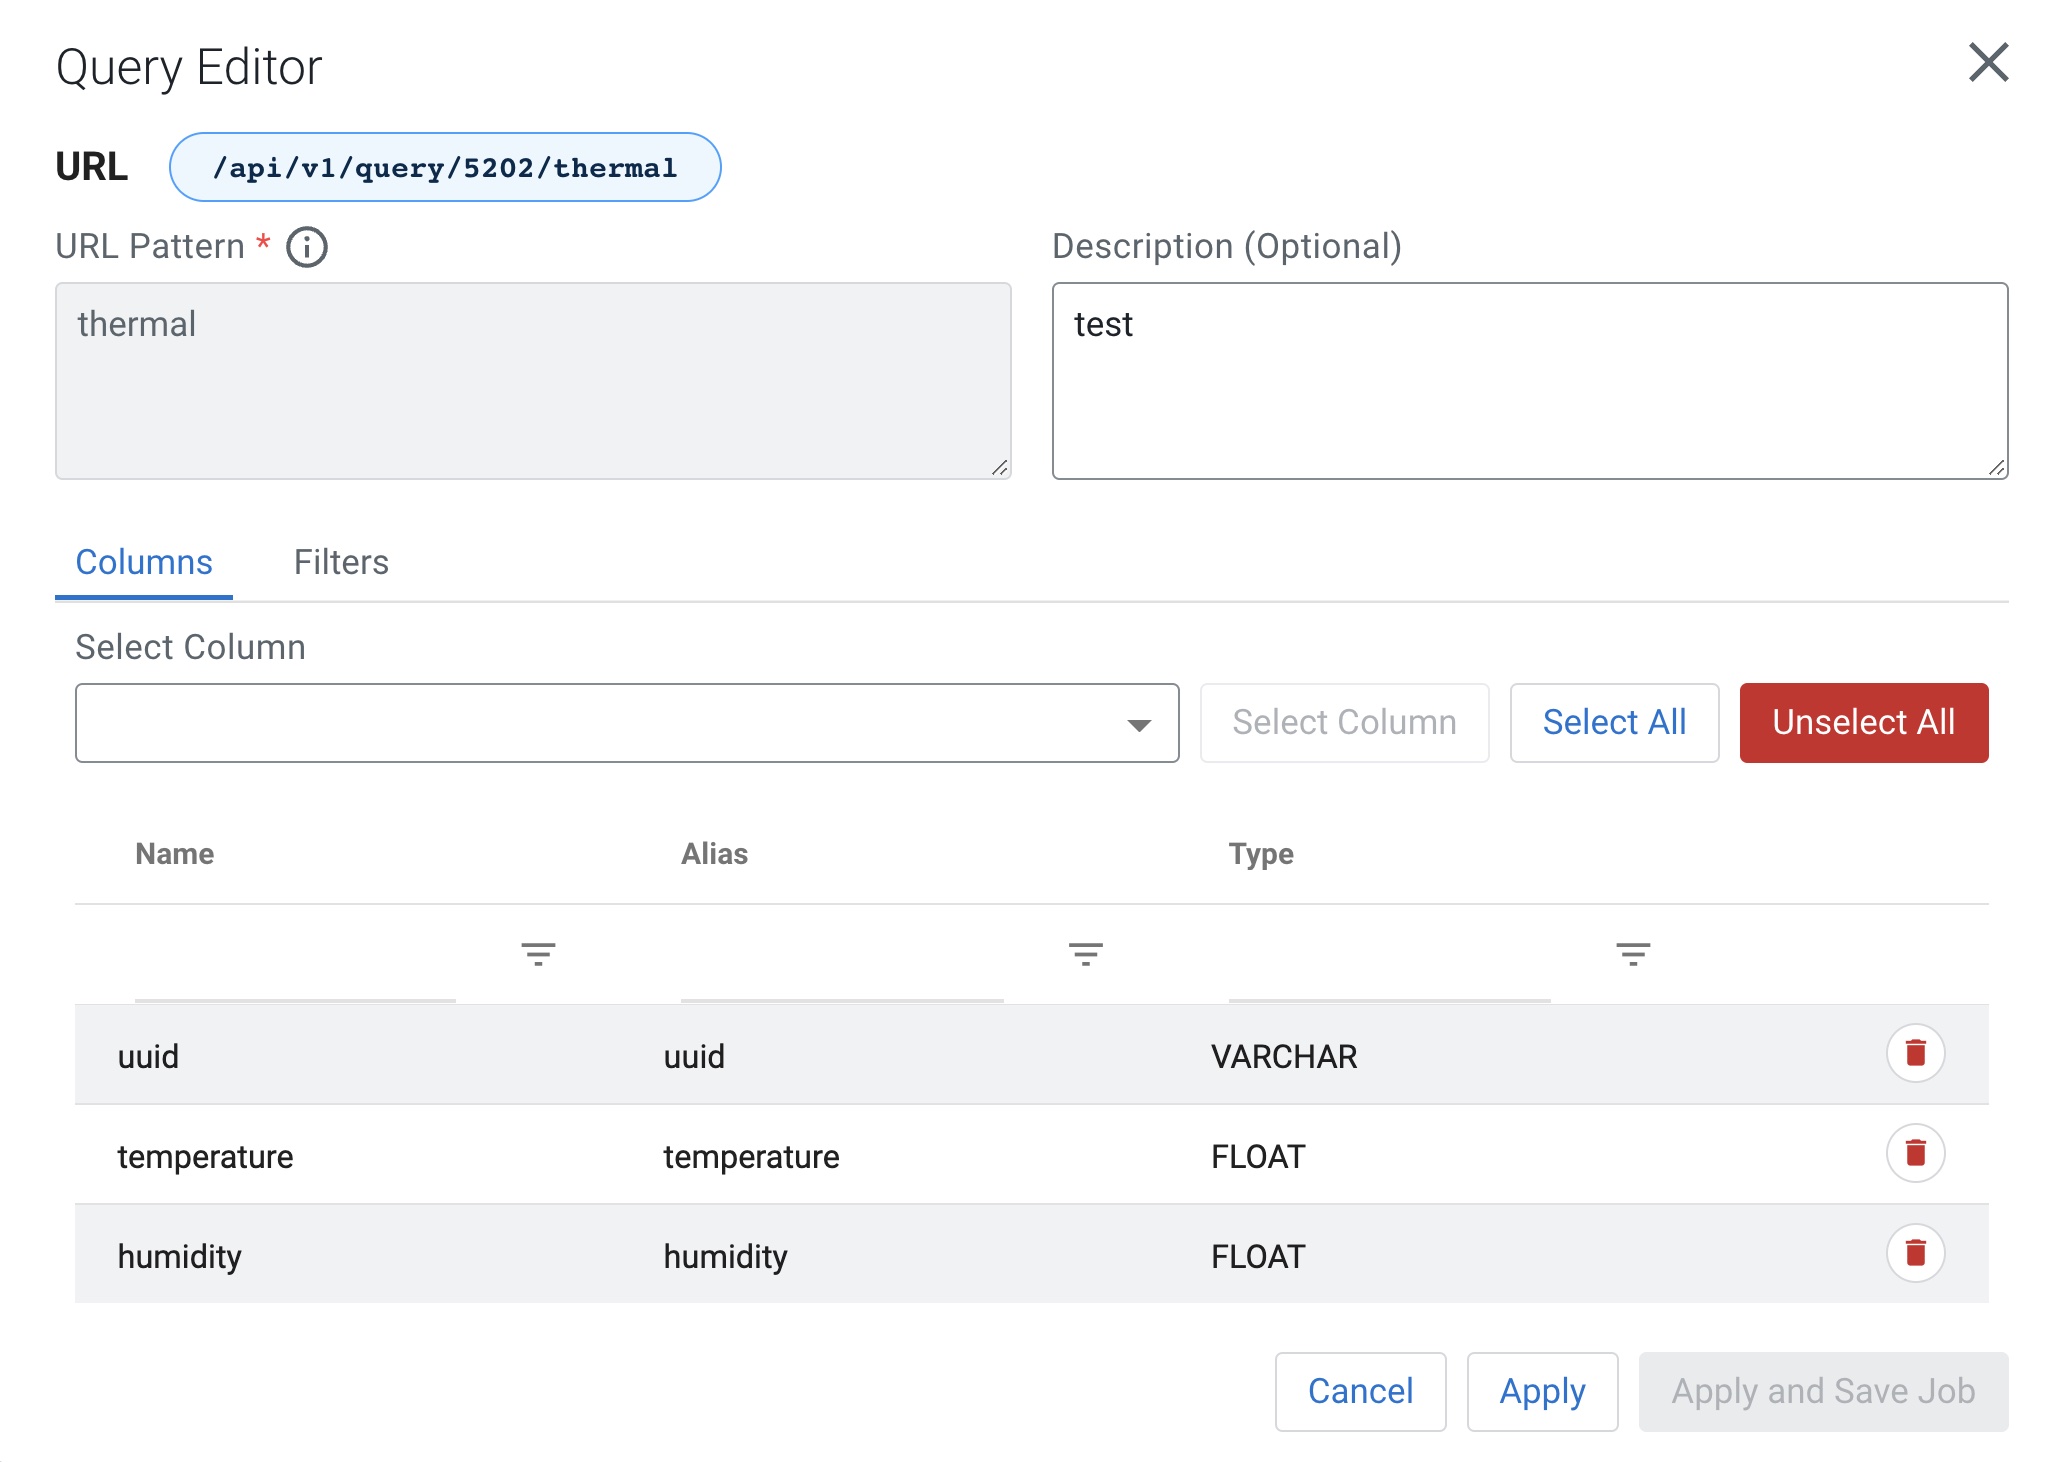 Query Editor
URL /api/v1/query/5202/thermal
URL Pattern * Description (Optional)
thermal test
Columns Filters
Select Column
Select Column Select All Unselect All
Name Alias Type
uuid uuid VARCHAR
temperature temperature FLOAT
humidity humidity FLOAT
Cancel Apply Apply and Save Job